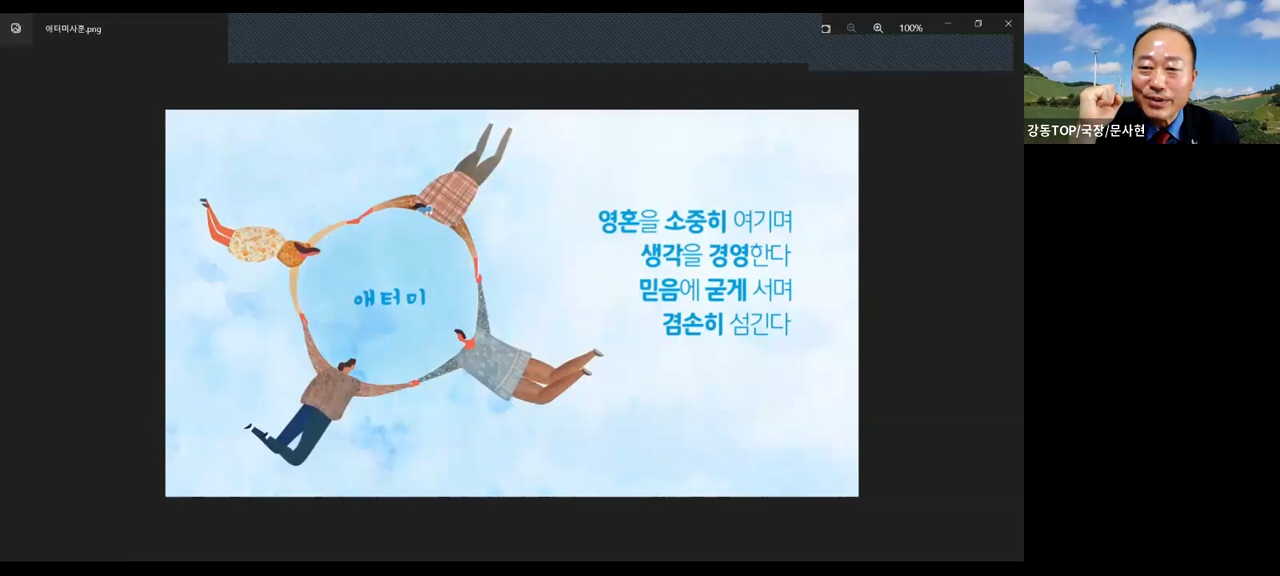 애터미사훈.png
100%
강동TOP/국장/문사현
영혼을 소중히 여기며
생각을 경영한다
애터미
믿음에 굳게 서며
겸손히 섬긴다